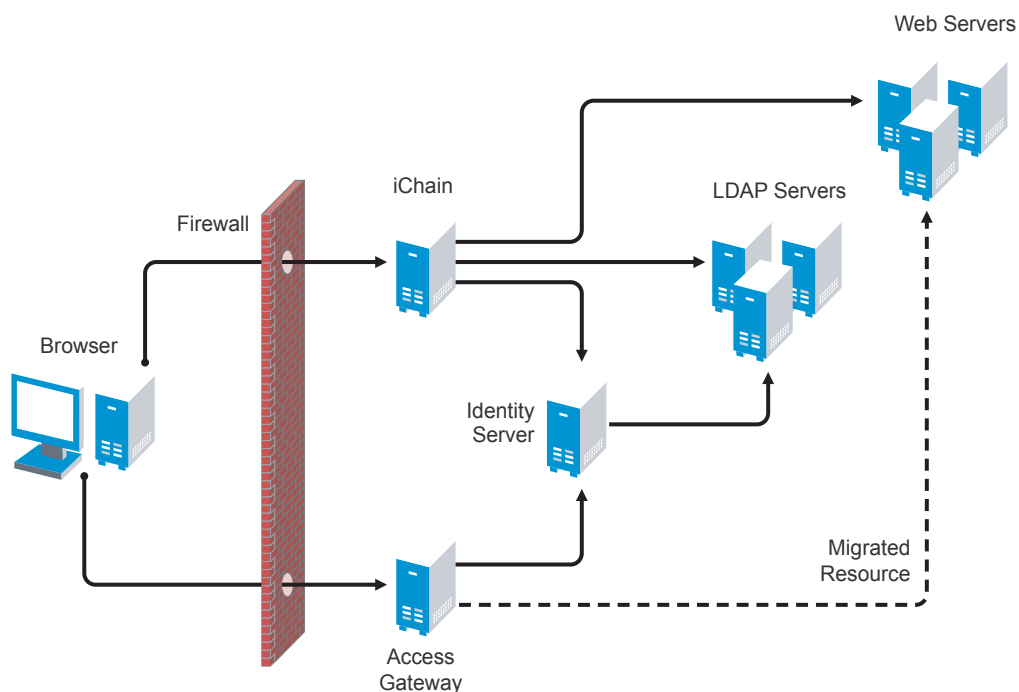 Web Servers
iChain
LDAP Servers
Firewall
Browser
Identity
Server
Migrated
Resource
Access
Gateway